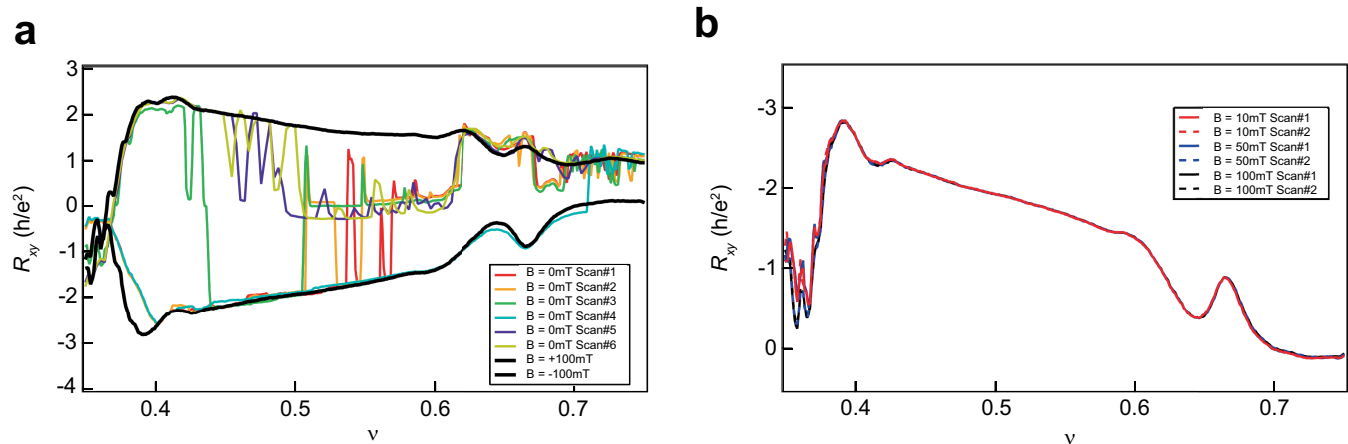 a
3
2
1
0
-1
-2
-3
-4
Rxy (h/e²)
0.4
0.5
0.6
0.7
ν
B = 0mT Scan#1
B = 0mT Scan#2
B = 0mT Scan#3
B = 0mT Scan#4
B = 0mT Scan#5
B = 0mT Scan#6
B = +100mT
B = -100mT
b
-3
-2
-1
0
Rxy (h/e²)
0.4
0.5
0.6
0.7
ν
B = 10mT Scan#1
B = 10mT Scan#2
B = 50mT Scan#1
B = 50mT Scan#2
B = 100mT Scan#1
B = 100mT Scan#2